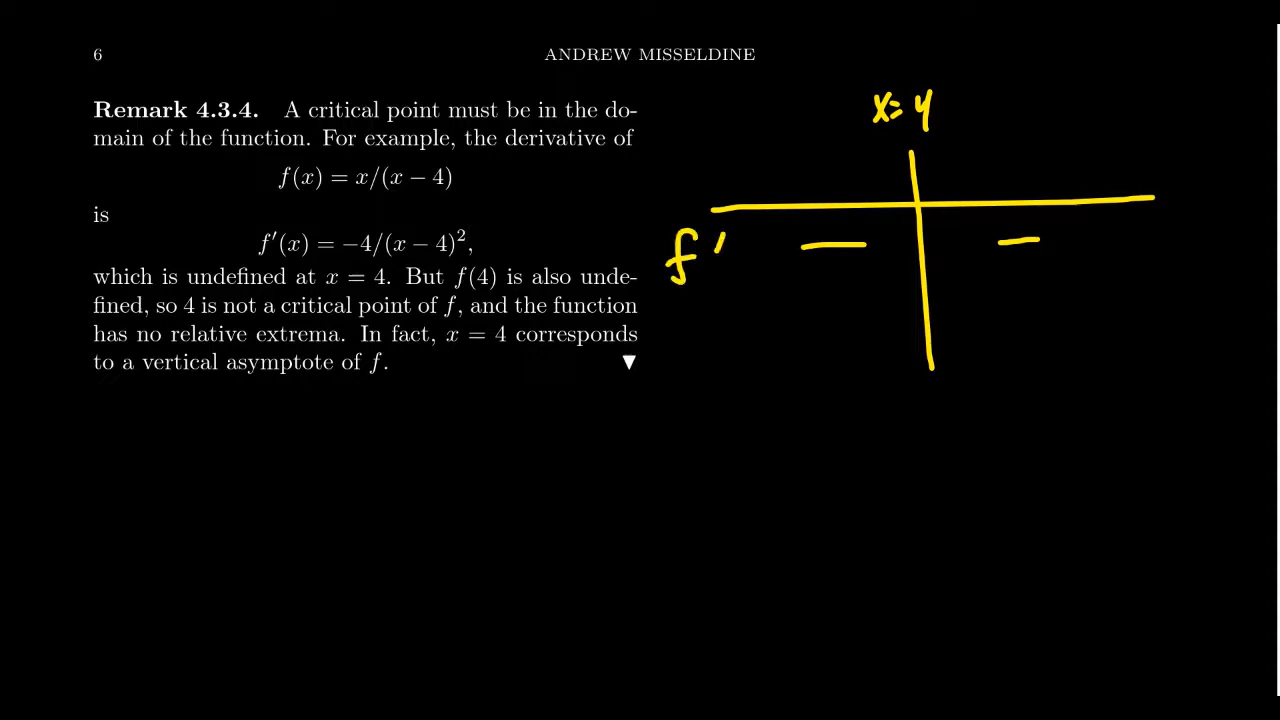 6 ANDREW MISSELDINE
Remark 4.3.4. A critical point must be in the do-
main of the function. For example, the derivative of
f(x) = x/(x − 4)
is
f′(x) = −4/(x − 4)²,
which is undefined at x = 4. But f(4) is also unde-
fined, so 4 is not a critical point of f, and the function
has no relative extrema. In fact, x = 4 corresponds
to a vertical asymptote of f. ▼
x = 4
f′ − −